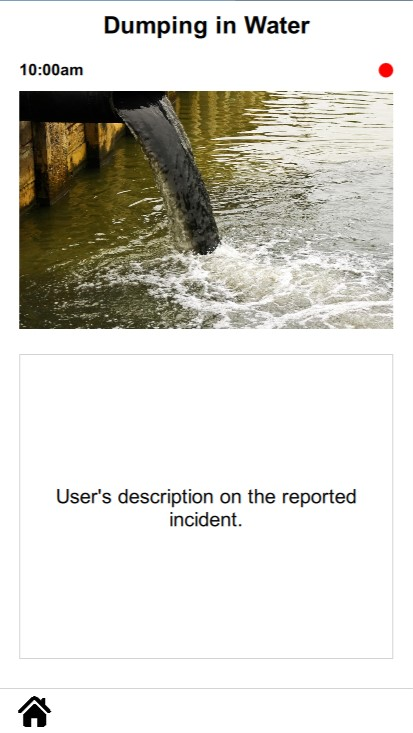 Dumping in Water
10:00am
User's description on the reported
incident.